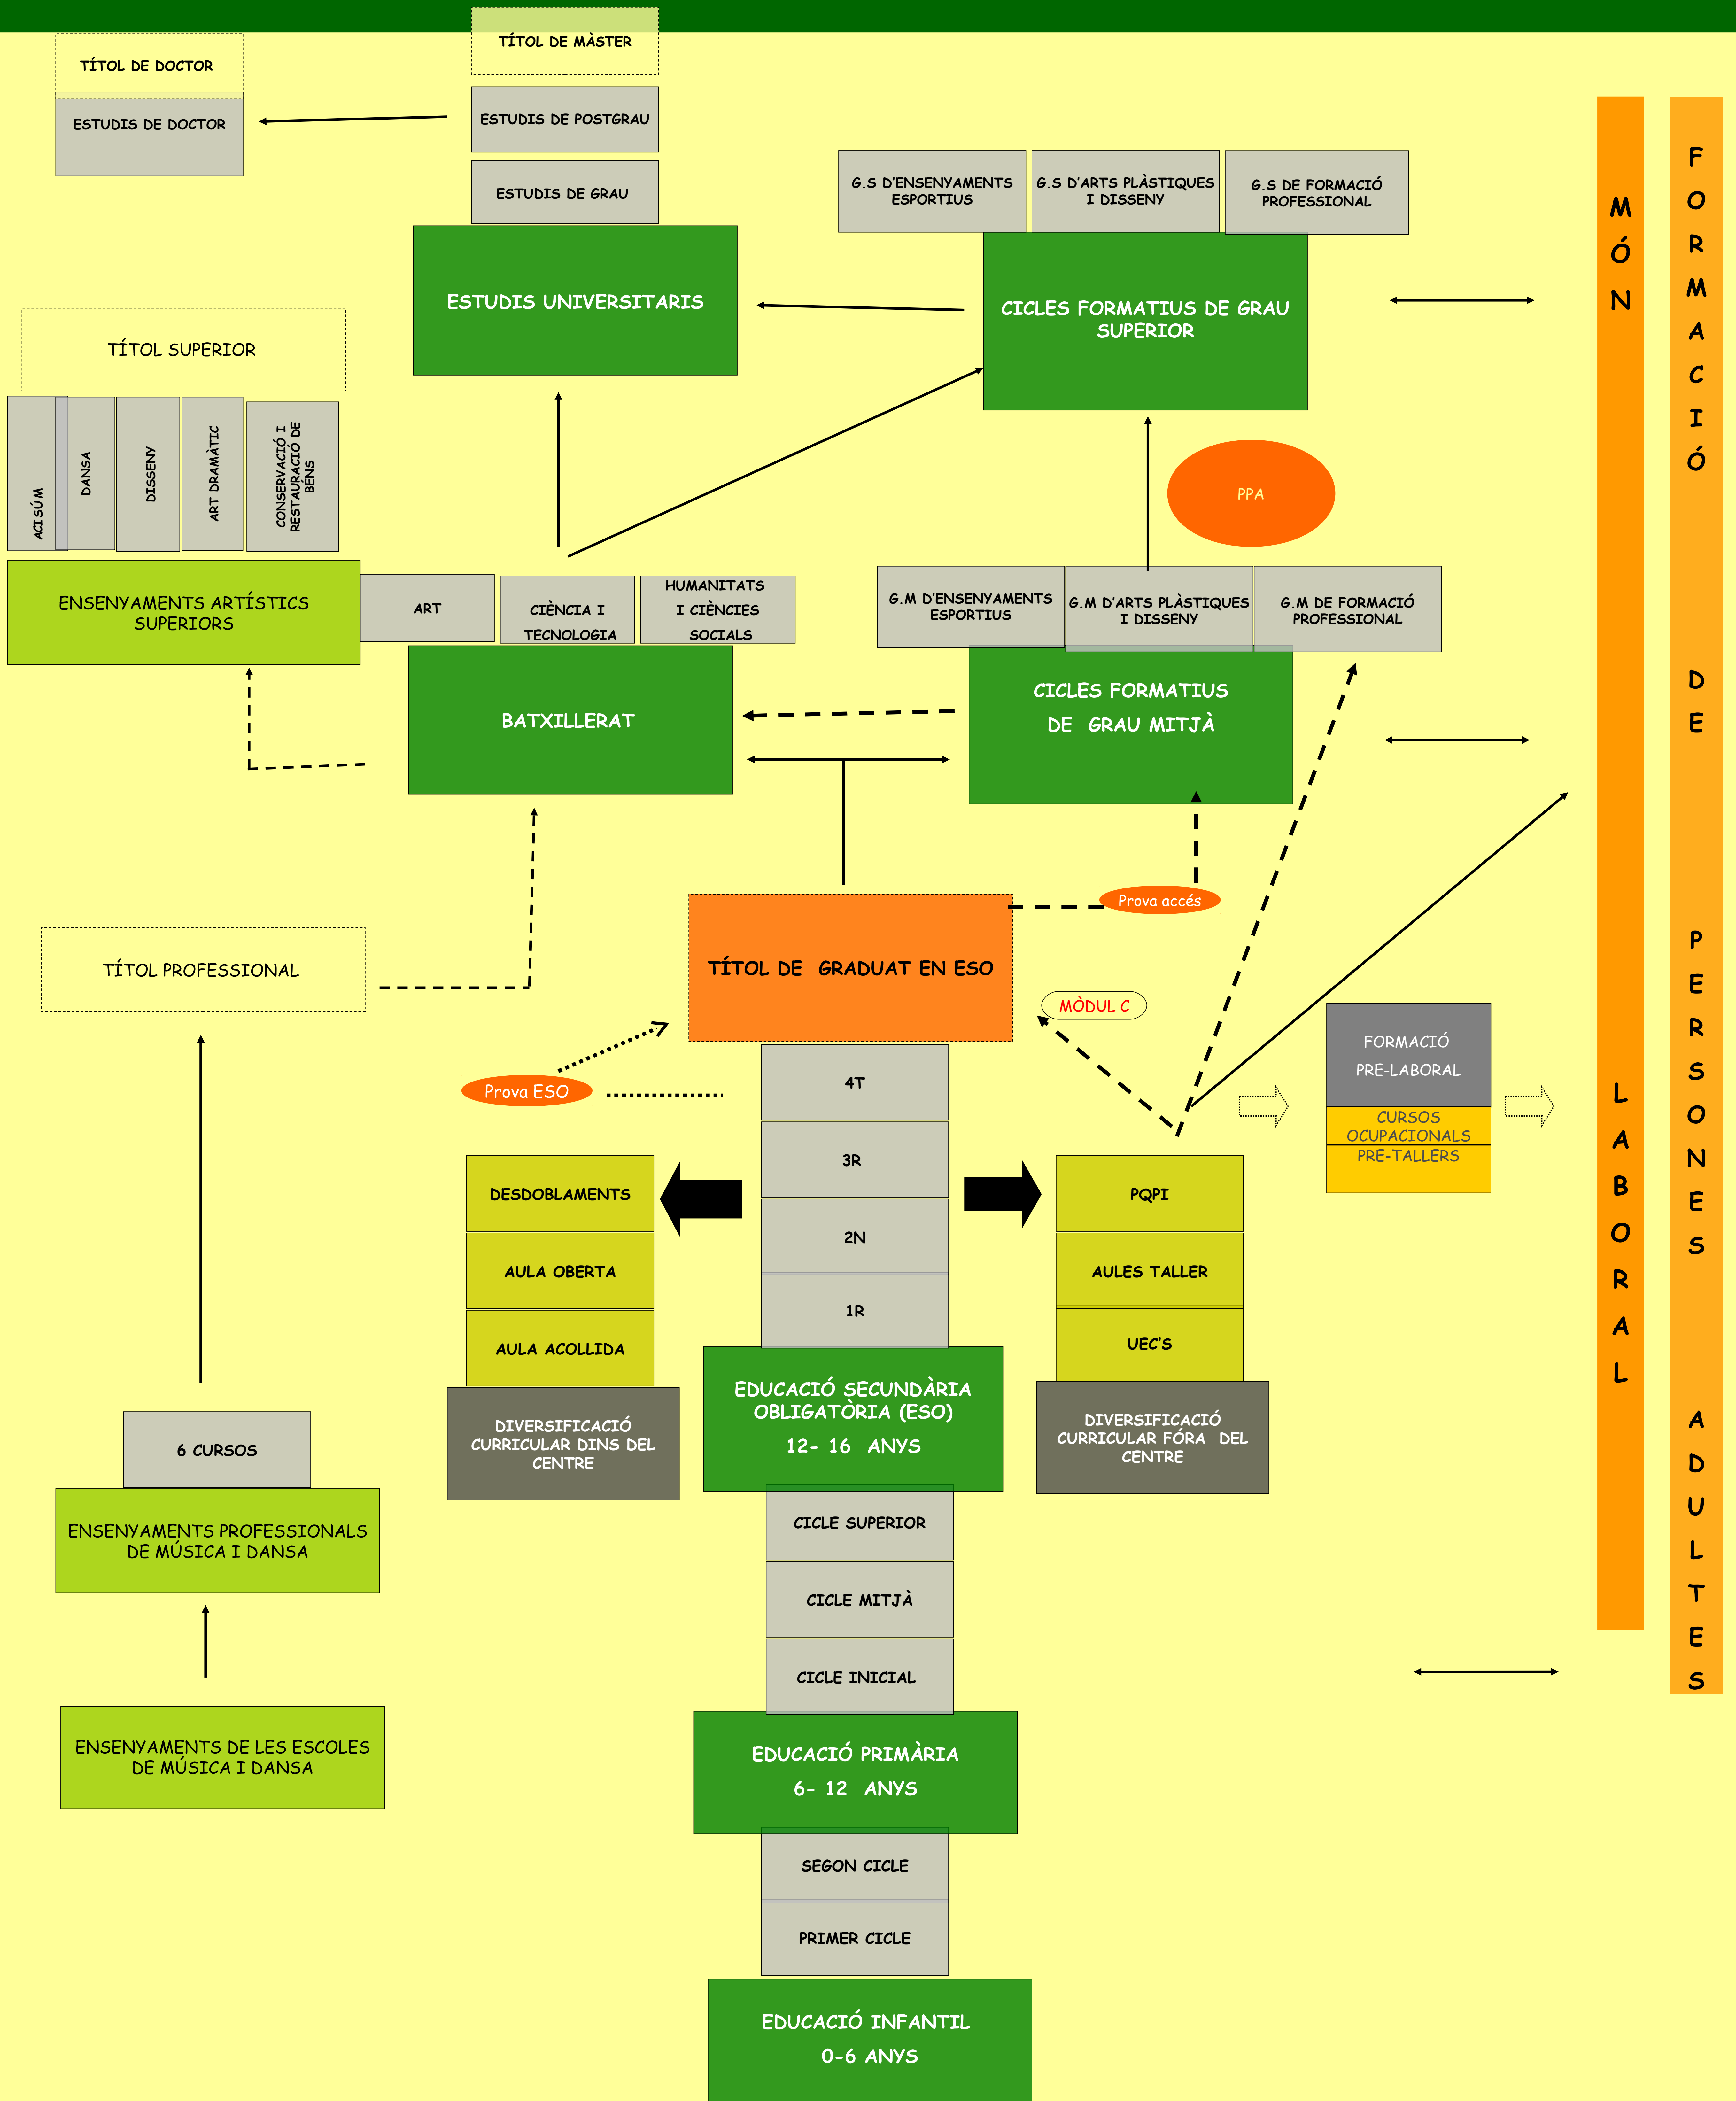 TÍTOL DE MÀSTER
TÍTOL DE DOCTOR
ESTUDIS DE DOCTOR
ESTUDIS DE POSTGRAU
ESTUDIS DE GRAU
ESTUDIS UNIVERSITARIS
G.S D'ENSENYAMENTS
ESPORTIUS
G.S D'ARTS PLÀSTIQUES
I DISSENY
G.S DE FORMACIÓ
PROFESSIONAL
CICLES FORMATIUS DE GRAU
SUPERIOR
TÍTOL SUPERIOR
ACISÚM
DANSA
DISSENY
ART DRAMÀTIC
CONSERVACIÓ I
RESTAURACIÓ DE
BÉNS
ENSENYAMENTS ARTÍSTICS
SUPERIORS
PPA
ART
CIÈNCIA I
TECNOLOGIA
HUMANITATS
I CIÈNCIES
SOCIALS
BATXILLERAT
G.M D'ENSENYAMENTS
ESPORTIUS
G.M D'ARTS PLÀSTIQUES
I DISSENY
G.M DE FORMACIÓ
PROFESSIONAL
CICLES FORMATIUS
DE GRAU MITJÀ
Prova accés
TÍTOL PROFESSIONAL
TÍTOL DE GRADUAT EN ESO
MÒDUL C
Prova ESO
FORMACIÓ
PRE-LABORAL
CURSOS
OCUPACIONALS
PRE-TALLERS
4T
3R
2N
1R
DESDOBLAMENTS
AULA OBERTA
AULA ACOLLIDA
DIVERSIFICACIÓ
CURRICULAR DINS DEL
CENTRE
PQPI
AULES TALLER
UEC'S
DIVERSIFICACIÓ
CURRICULAR FÓRA DEL
CENTRE
EDUCACIÓ SECUNDÀRIA
OBLIGATÒRIA (ESO)
12- 16 ANYS
6 CURSOS
ENSENYAMENTS PROFESSIONALS
DE MÚSICA I DANSA
ENSENYAMENTS DE LES ESCOLES
DE MÚSICA I DANSA
CICLE SUPERIOR
CICLE MITJÀ
CICLE INICIAL
EDUCACIÓ PRIMÀRIA
6- 12 ANYS
SEGON CICLE
PRIMER CICLE
EDUCACIÓ INFANTIL
0-6 ANYS
MÓN LABORAL
FORMACIÓ DE PERSONES ADULTES